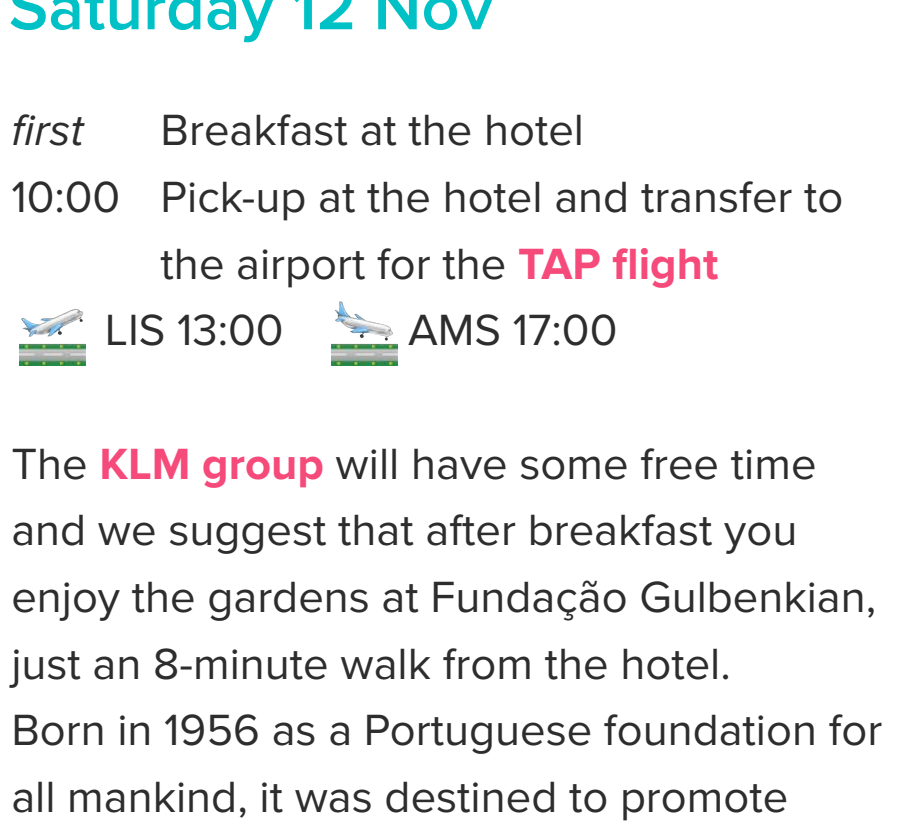 Saturday 12 Nov
first Breakfast at the hotel
10:00 Pick-up at the hotel and transfer to
the airport for the TAP flight
LIS 13:00 AMS 17:00
The KLM group will have some free time
and we suggest that after breakfast you
enjoy the gardens at Fundação Gulbenkian,
just an 8-minute walk from the hotel.
Born in 1956 as a Portuguese foundation for
all mankind, it was destined to promote